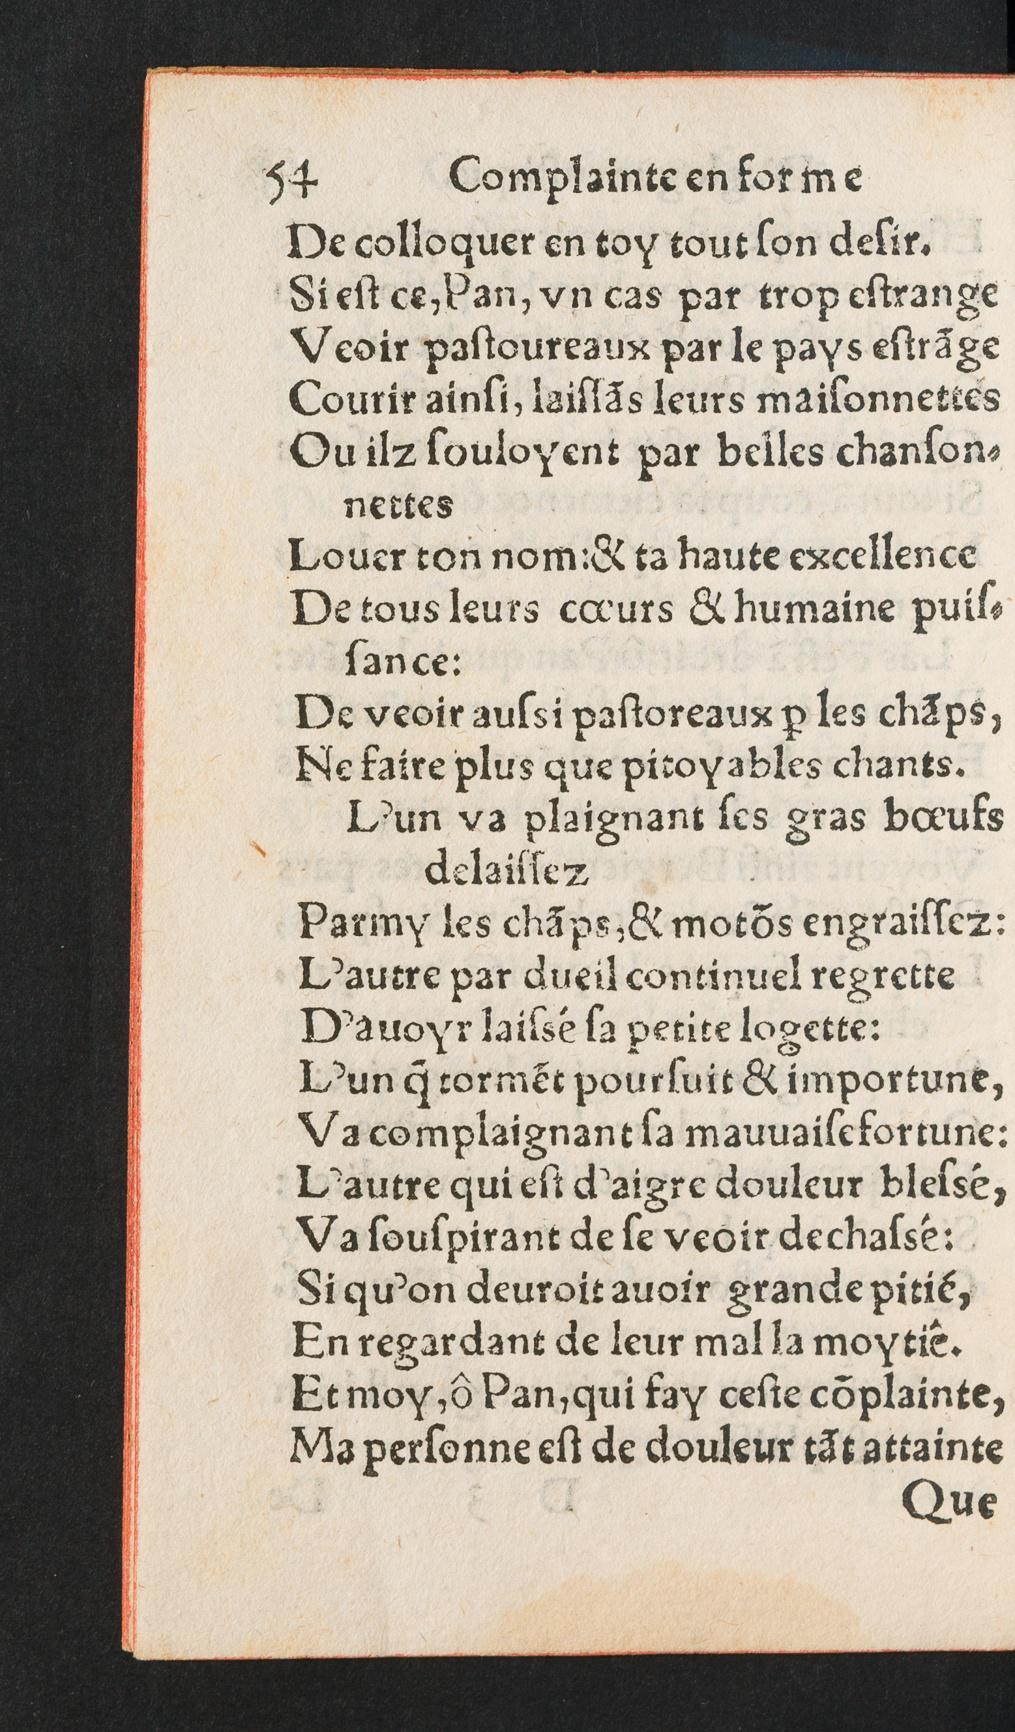 54 Complainte en forme
De colloquer en toy tout ſon deſir.
Si eſt ce, Pan, vn cas par trop eſtrange
Veoir paſtoureaux par le pays eſtrãge
Courir ainſi, laiſſãs leurs maiſonnettes
Ou ilz ſouloyent par belles chanſon-
nettes
Louer ton nom:& ta haute excellence
De tous leurs cœurs & humaine puiſ-
ſance:
De veoir auſsi paſtoreaux ꝑ les chãps,
Ne faire plus que pitoyables chants.
L'un va plaignant ſes gras bœufs
delaiſſez
Parmy les chãps,& motõs engraiſſez:
L'autre par dueil continuel regrette
D'auoyr laiſsé ſa petite logette:
L'un q̃ tormẽt pourſuit & importune,
Va complaignant ſa mauuaiſe fortune:
L'autre qui eſt d'aigre douleur bleſsé,
Va ſouſpirant de ſe veoir dechaſsé:
Si qu'on deuroit auoir grande pitié,
En regardant de leur mal la moytiê.
Et moy, ô Pan, qui fay ceſte cõplainte,
Ma perſonne eſt de douleur tãt attainte
Que